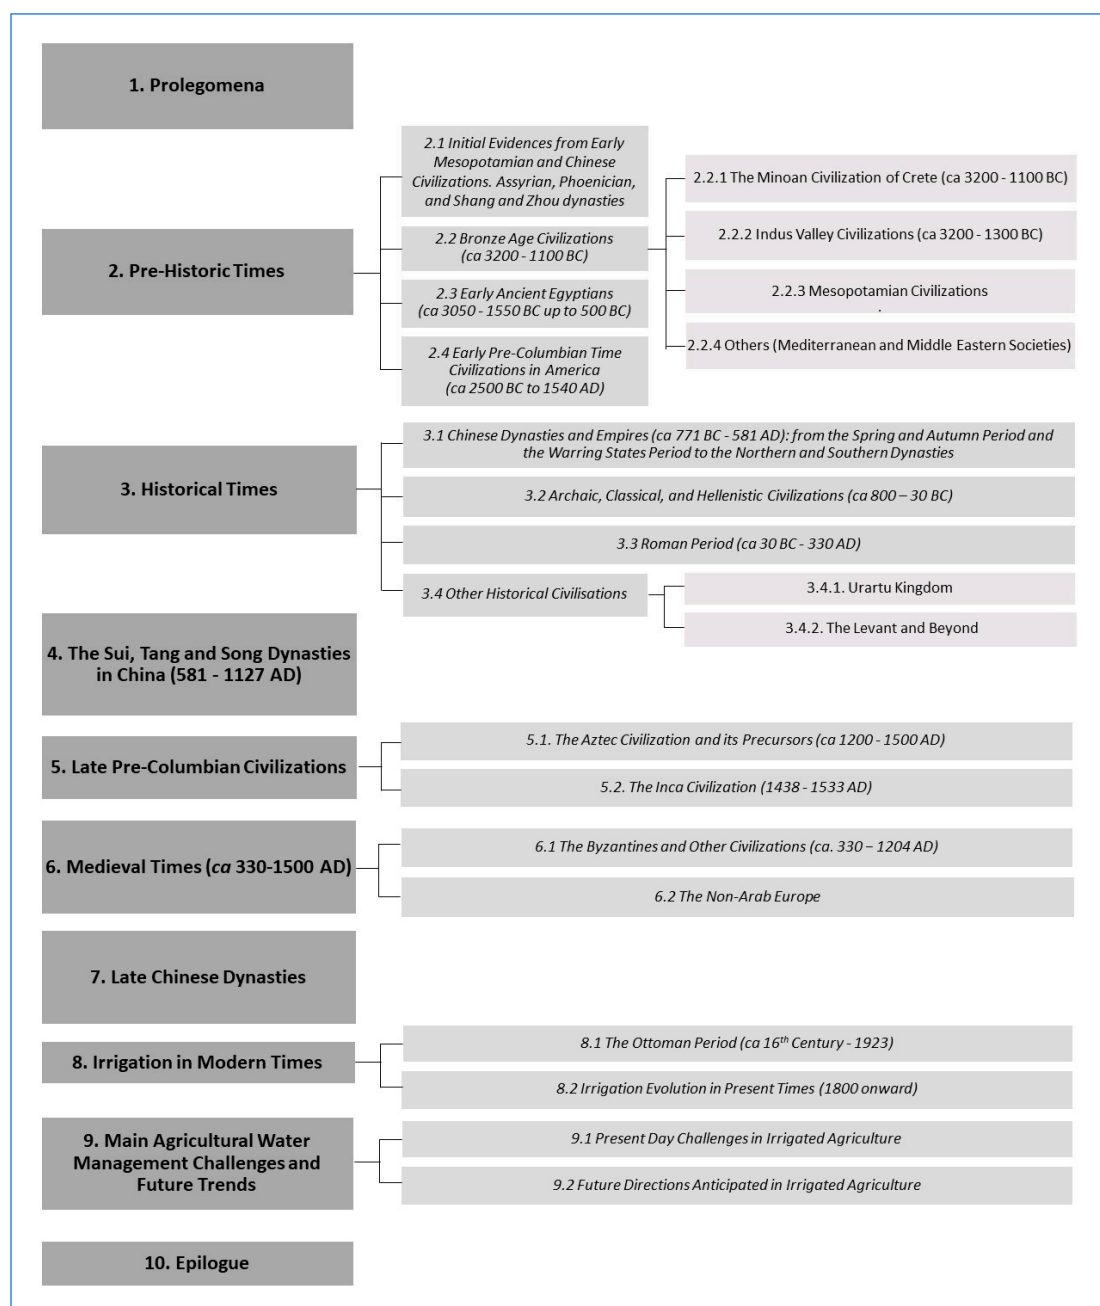 1. Prolegomena
2. Pre-Historic Times
2.1 Initial Evidences from Early
Mesopotamian and Chinese
Civilizations. Assyrian, Phoenician,
and Shang and Zhou dynasties
2.2 Bronze Age Civilizations
(ca 3200 - 1100 BC)
2.2.1 The Minoan Civilization of Crete (ca 3200 - 1100 BC)
2.2.2 Indus Valley Civilizations (ca 3200 - 1300 BC)
2.2.3 Mesopotamian Civilizations
.
2.2.4 Others (Mediterranean and Middle Eastern Societies)
2.3 Early Ancient Egyptians
(ca 3050 - 1550 BC up to 500 BC)
2.4 Early Pre-Columbian Time
Civilizations in America
(ca 2500 BC to 1540 AD)
3. Historical Times
3.1 Chinese Dynasties and Empires (ca 771 BC - 581 AD): from the Spring and Autumn Period and
the Warring States Period to the Northern and Southern Dynasties
3.2 Archaic, Classical, and Hellenistic Civilizations (ca 800 – 30 BC)
3.3 Roman Period (ca 30 BC - 330 AD)
3.4 Other Historical Civilisations
3.4.1. Urartu Kingdom
3.4.2. The Levant and Beyond
4. The Sui, Tang and Song Dynasties
in China (581 - 1127 AD)
5. Late Pre-Columbian Civilizations
5.1. The Aztec Civilization and its Precursors (ca 1200 - 1500 AD)
5.2. The Inca Civilization (1438 - 1533 AD)
6. Medieval Times (ca 330-1500 AD)
6.1 The Byzantines and Other Civilizations (ca. 330 – 1204 AD)
6.2 The Non-Arab Europe
7. Late Chinese Dynasties
8. Irrigation in Modern Times
8.1 The Ottoman Period (ca 16th Century - 1923)
8.2 Irrigation Evolution in Present Times (1800 onward)
9. Main Agricultural Water
Management Challenges and
Future Trends
9.1 Present Day Challenges in Irrigated Agriculture
9.2 Future Directions Anticipated in Irrigated Agriculture
10. Epilogue